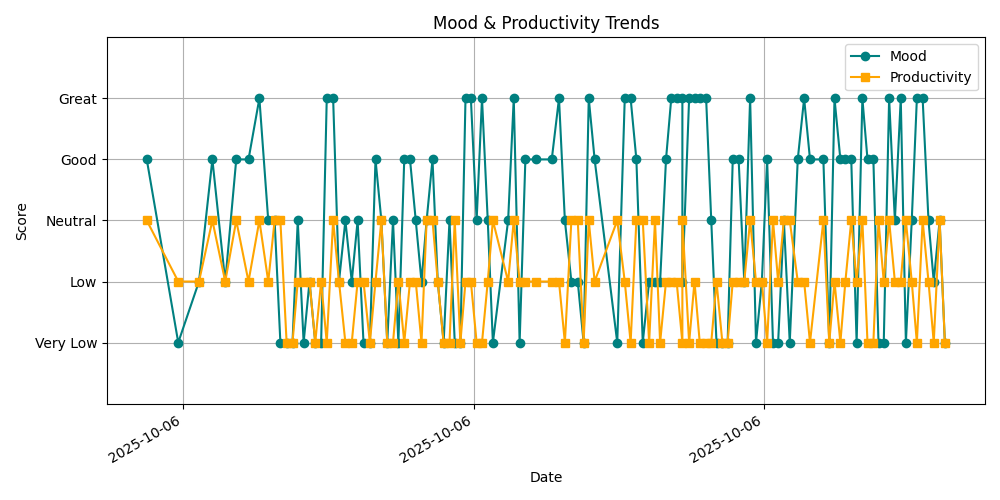 Mood & Productivity Trends
Mood
Productivity
Great
Good
Neutral
Low
Very Low
Score
2025-10-06
2025-10-06
2025-10-06
Date